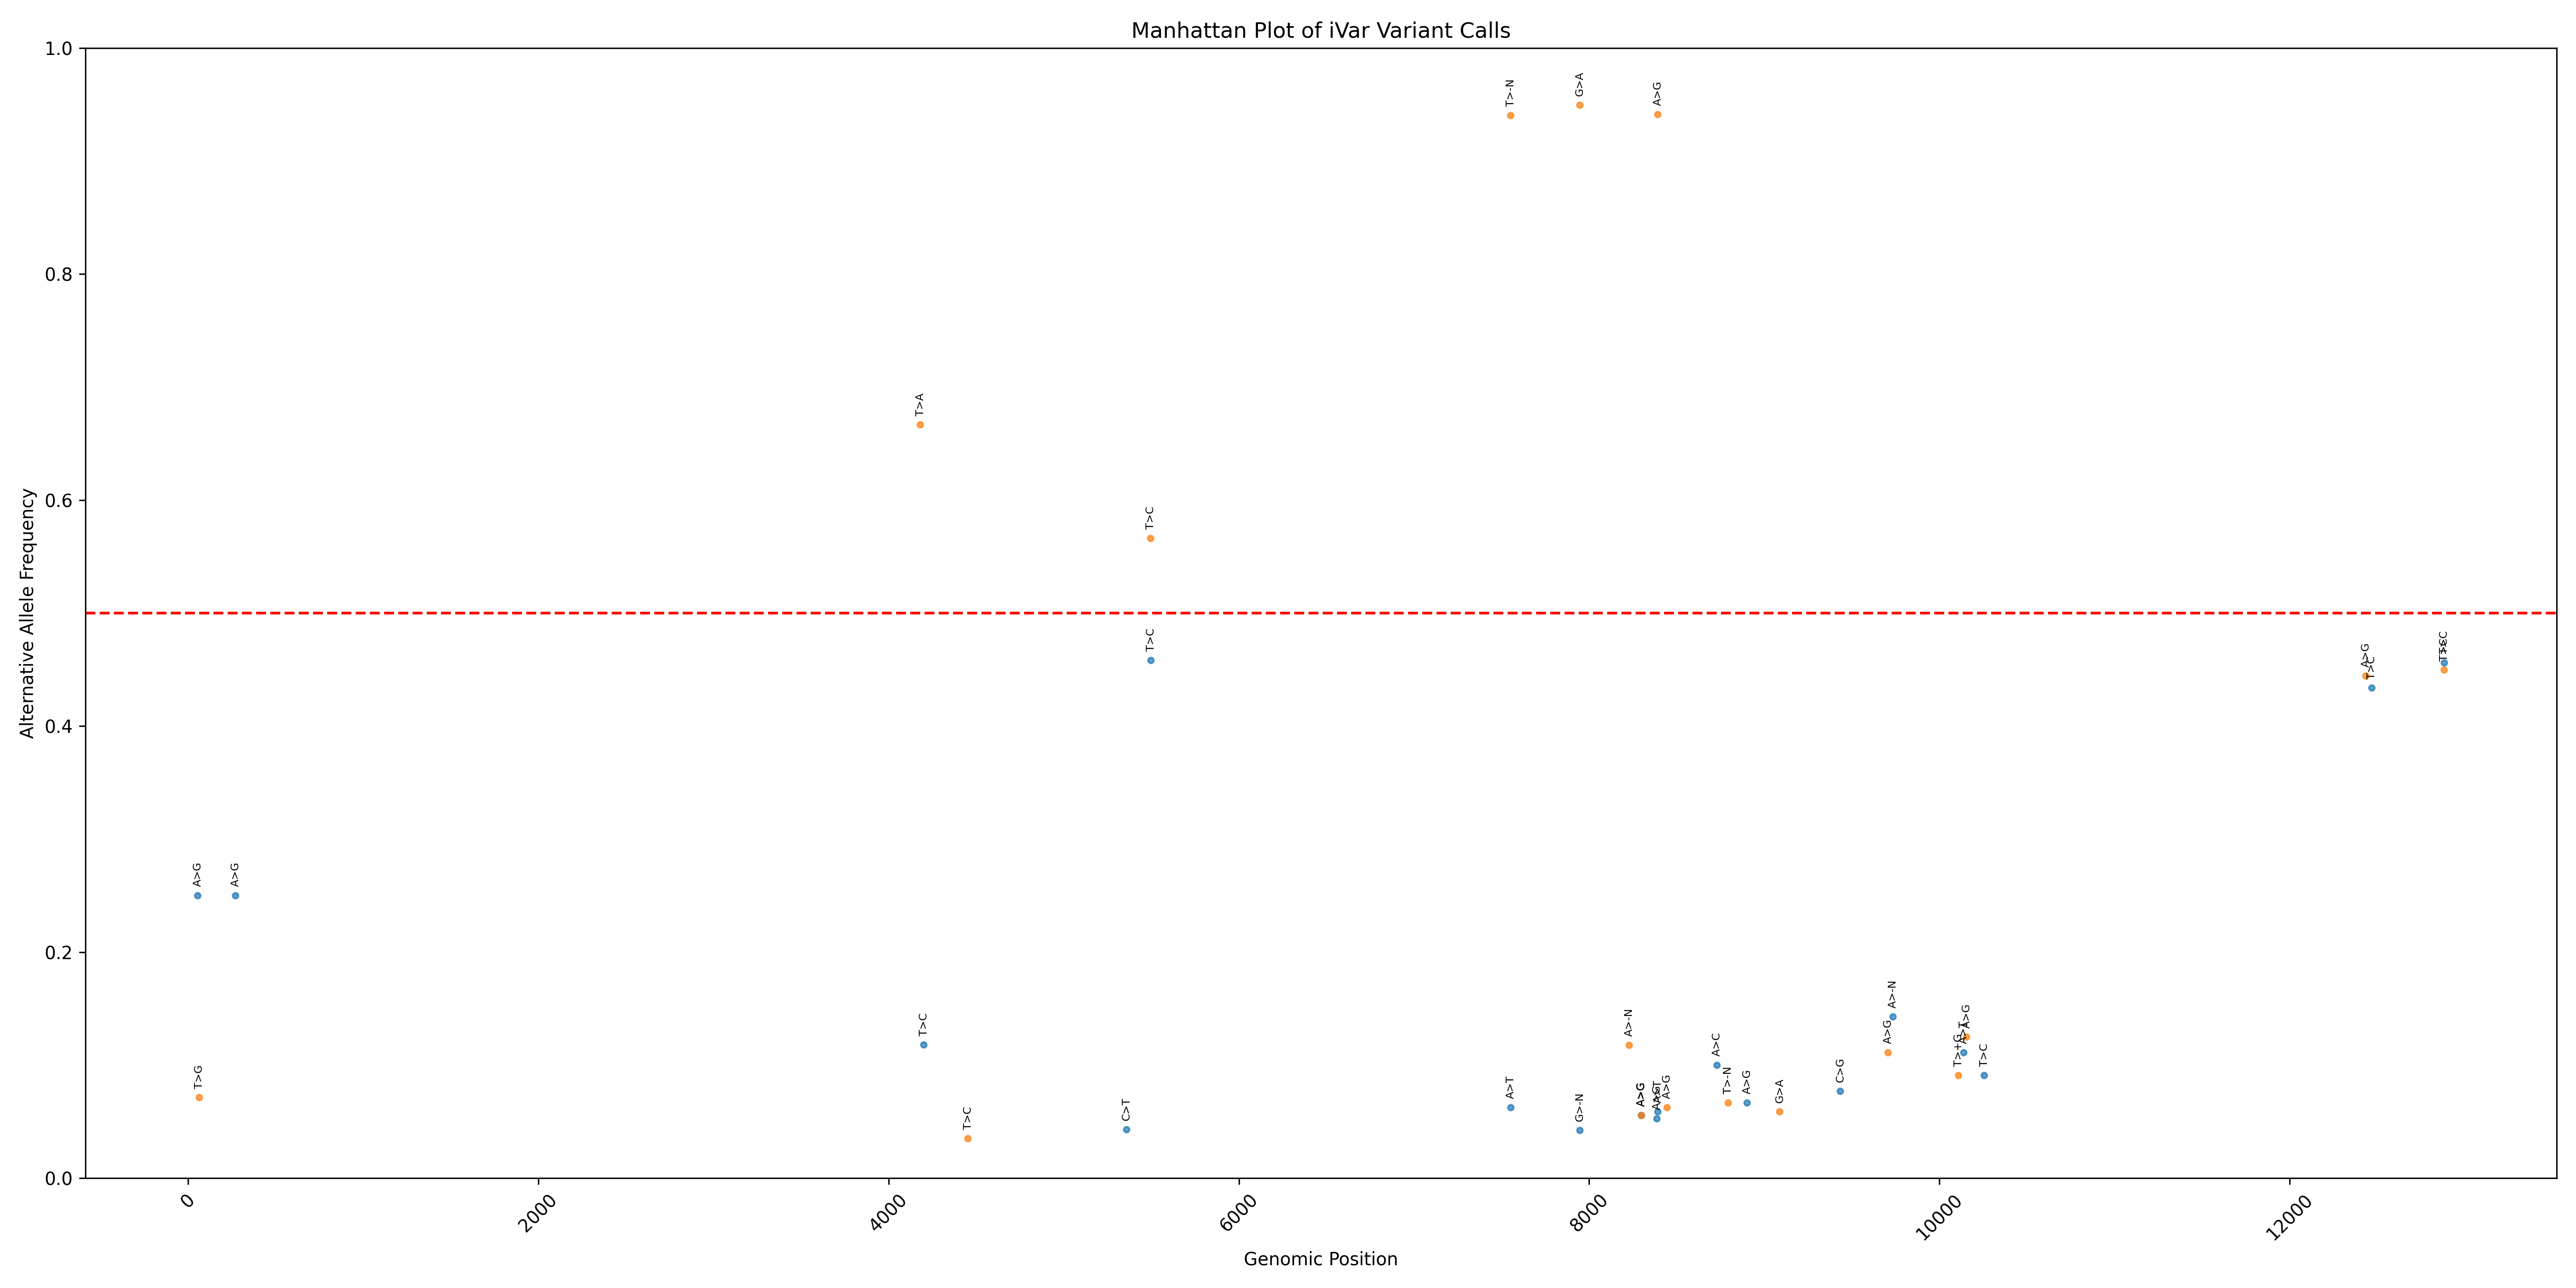 Manhattan Plot of iVar Variant Calls
1.0
T>-N
G>A
A>G
0.8
T>A
0.6
T>C
T>C
A>G
T>C
0.4
A>G
A>G
0.2
T>G
T>C
T>C
C>T
A>T
G>-N
A>-N
A>G
A>G
A>C
T>-N
A>G
G>A
C>G
A>G
A>-N
T>+G
A>G
T>C
0.0
0
2000
4000
6000
8000
10000
12000
Alternative Allele Frequency
Genomic Position